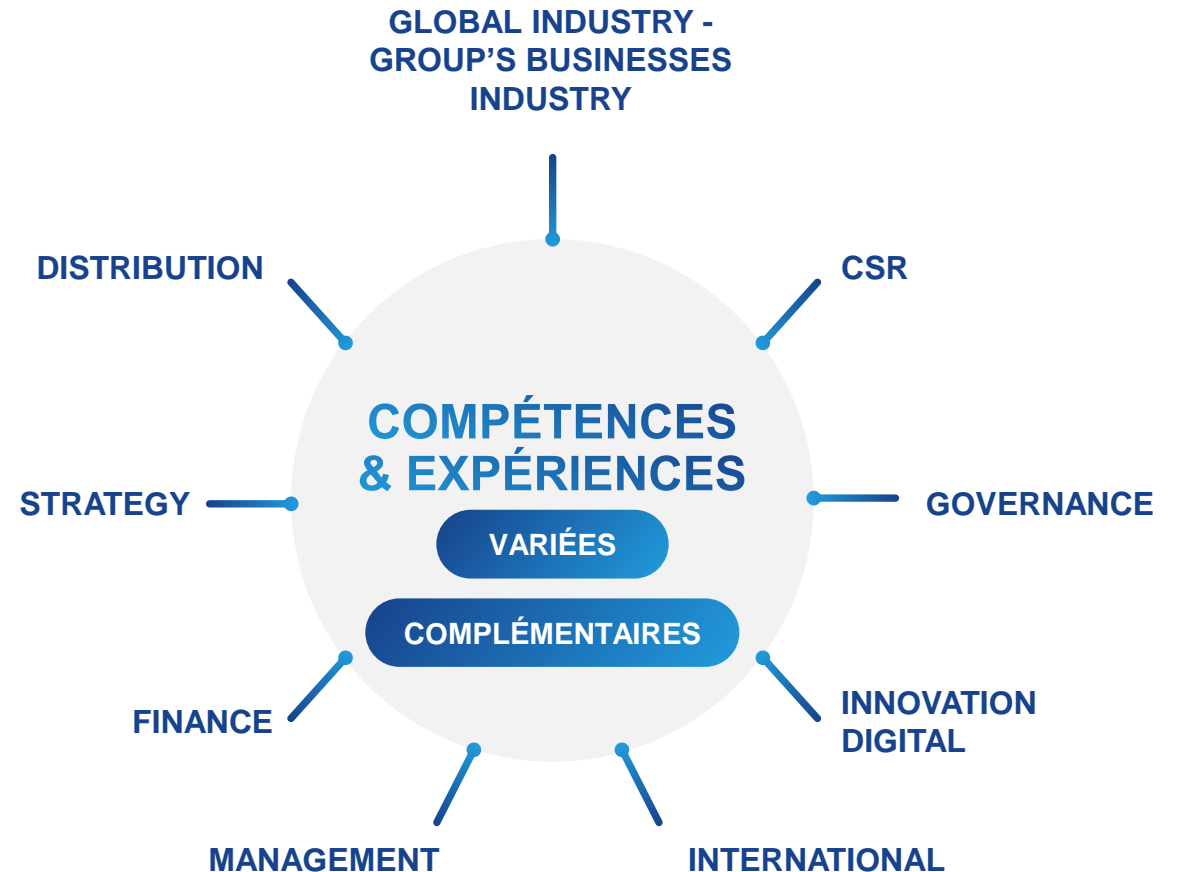 GLOBAL INDUSTRY -
GROUP'S BUSINESSES
INDUSTRY
DISTRIBUTION
CSR
COMPÉTENCES
& EXPÉRIENCES
STRATEGY
GOVERNANCE
VARIÉES
COMPLÉMENTAIRES
FINANCE
INNOVATION
DIGITAL
MANAGEMENT
INTERNATIONAL